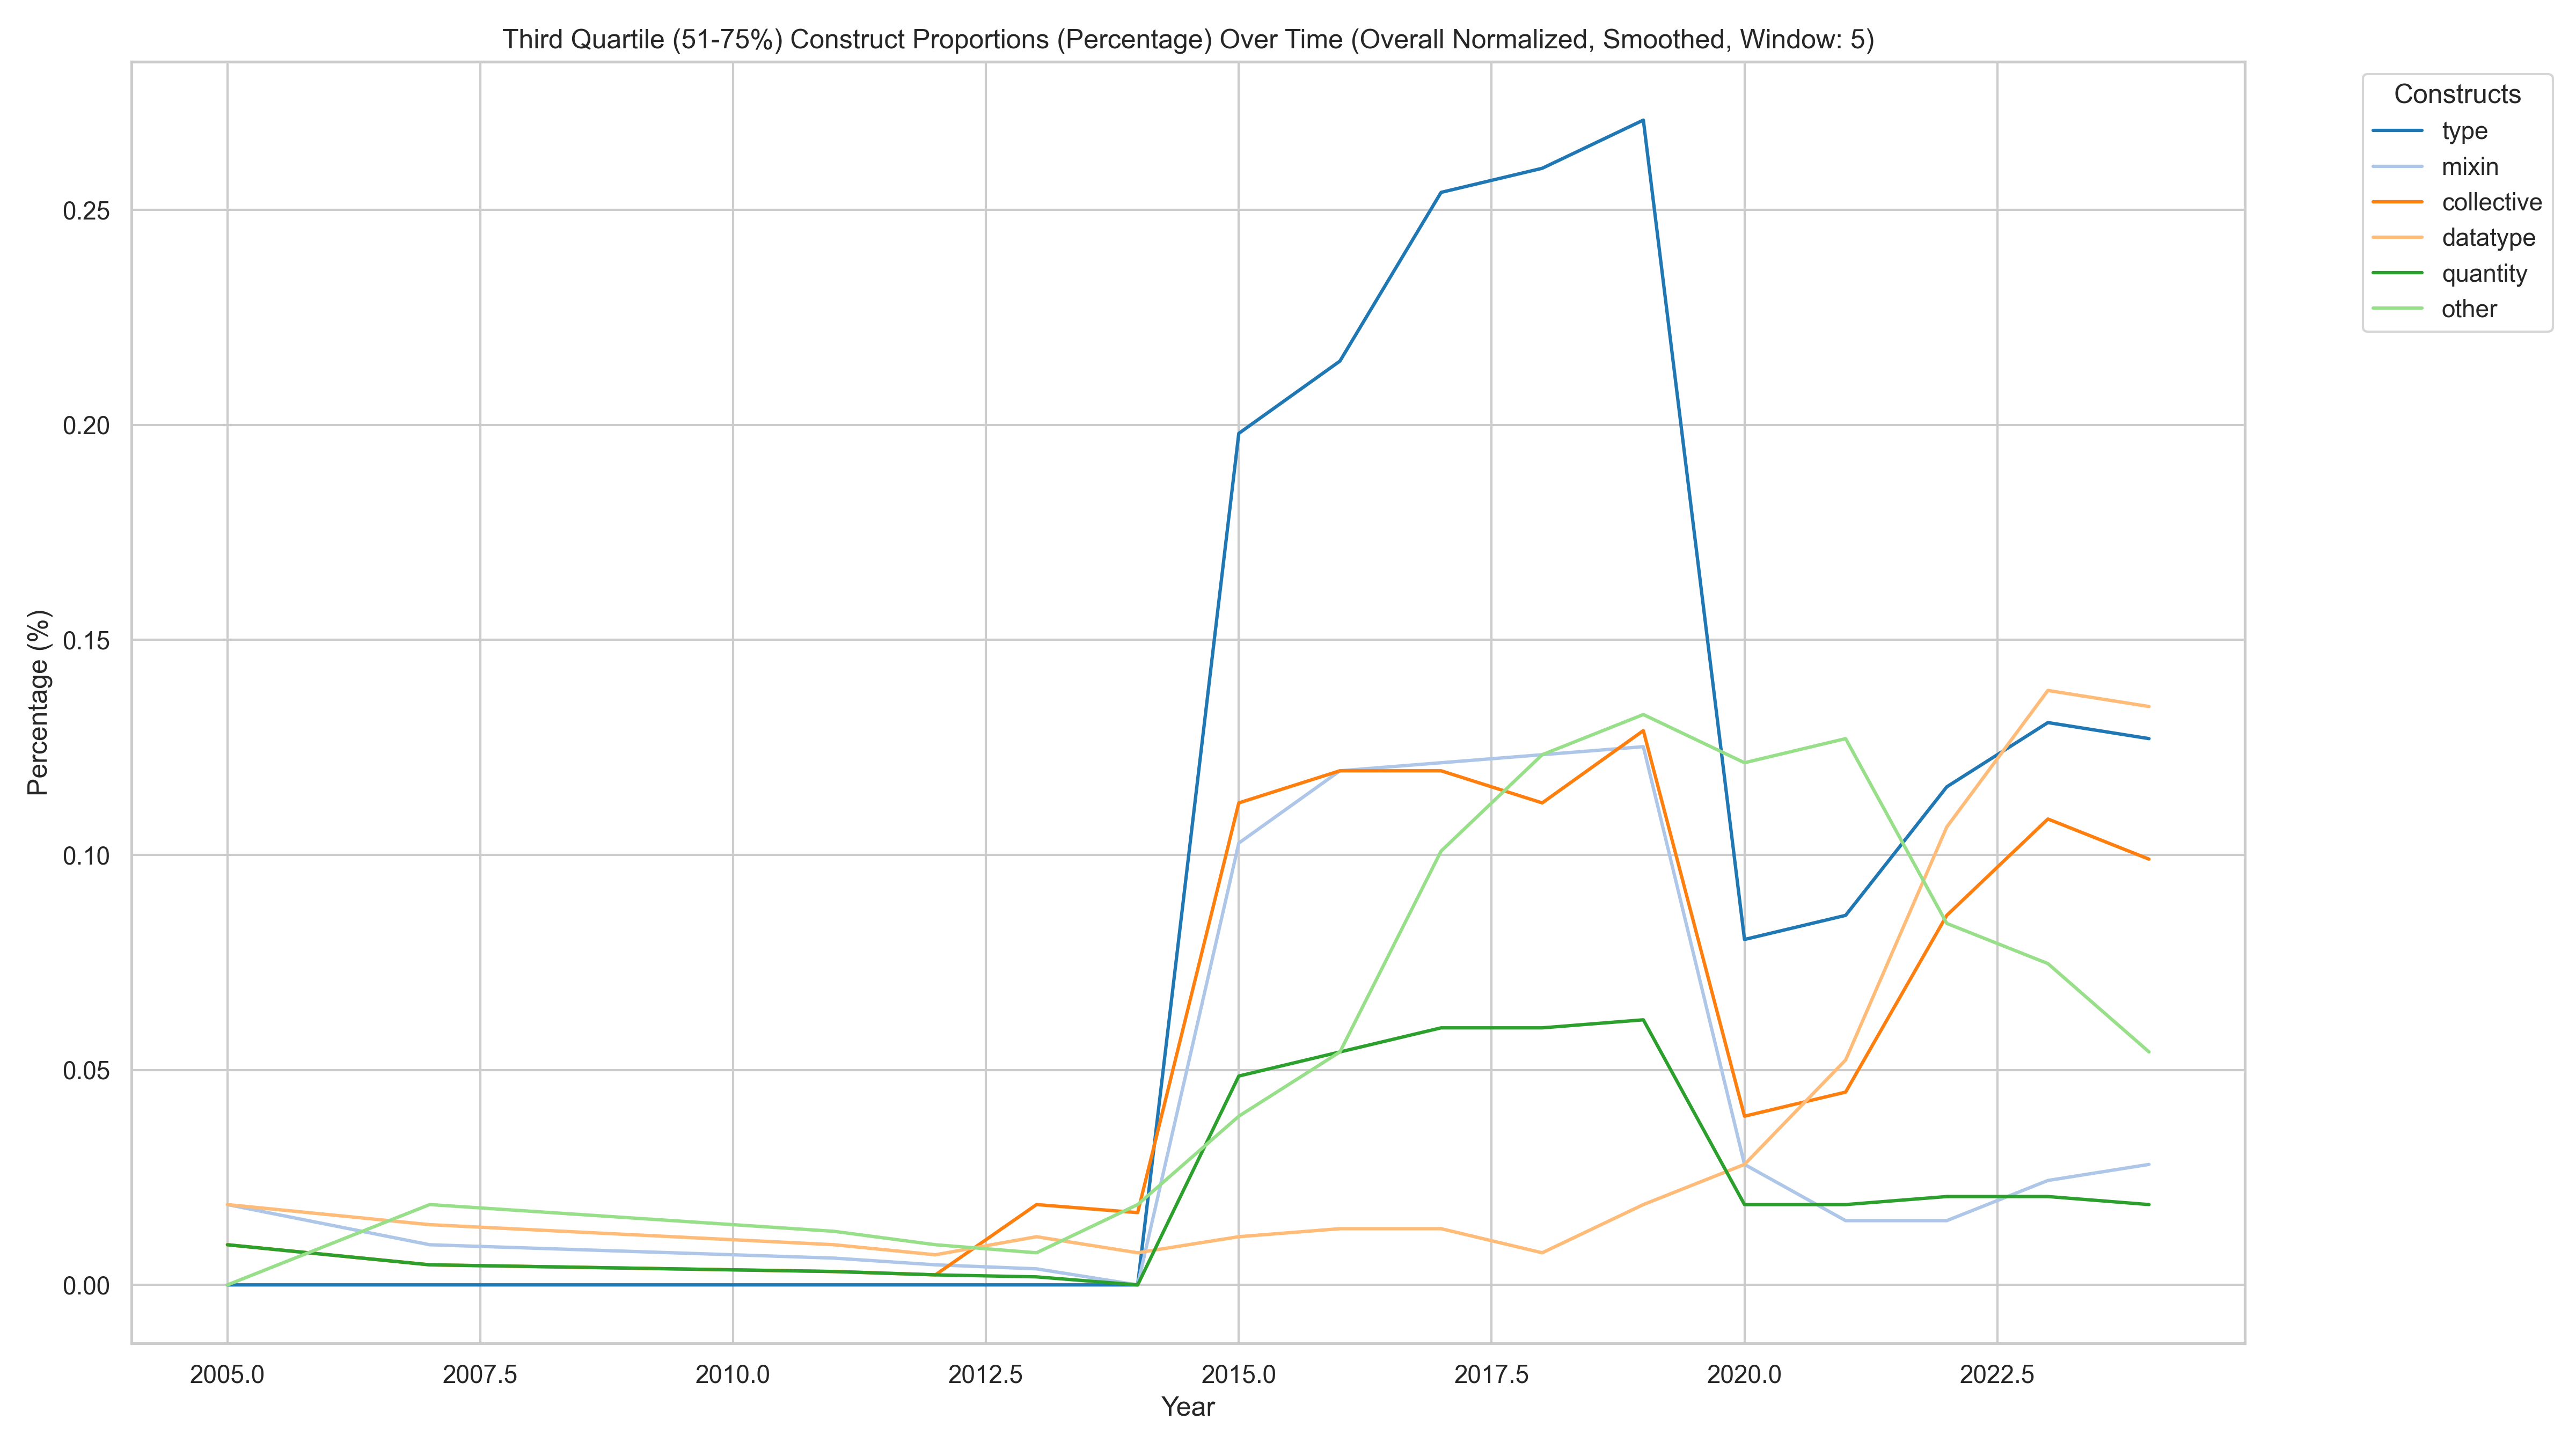 Third Quartile (51-75%) Construct Proportions (Percentage) Over Time (Overall Normalized, Smoothed, Window: 5)
Constructs
type
mixin
collective
datatype
quantity
other
Percentage (%)
0.25
0.20
0.15
0.10
0.05
0.00
2005.0 2007.5 2010.0 2012.5 2015.0 2017.5 2020.0 2022.5
Year